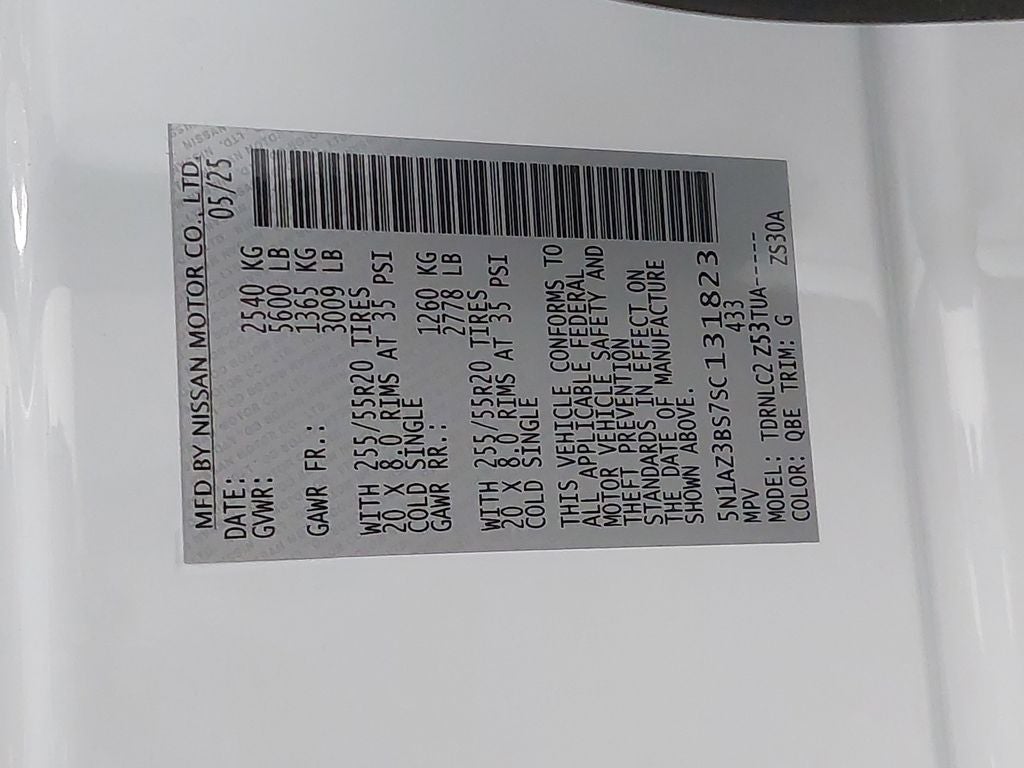 MFD BY NISSAN MOTOR CO., LTD.
DATE: 05/25
GVWR: 2540 KG
5600 LB
GAWR FR.: 1365 KG
3009 LB
WITH 255/55R20 TIRES
20 X 8.0 RIMS AT 35 PSI
COLD SINGLE
GAWR RR.: 1260 KG
2778 LB
WITH 255/55R20 TIRES
20 X 8.0 RIMS AT 35 PSI
COLD SINGLE
THIS VEHICLE CONFORMS TO
ALL APPLICABLE FEDERAL
MOTOR VEHICLE SAFETY AND
THEFT PREVENTION
STANDARDS IN EFFECT ON
THE DATE OF MANUFACTURE
SHOWN ABOVE.
5N1AZ3BS7SC131823
MPV 433
MODEL: TDRNLC2 Z53TUA-----
COLOR: QBE TRIM: G ZS30A